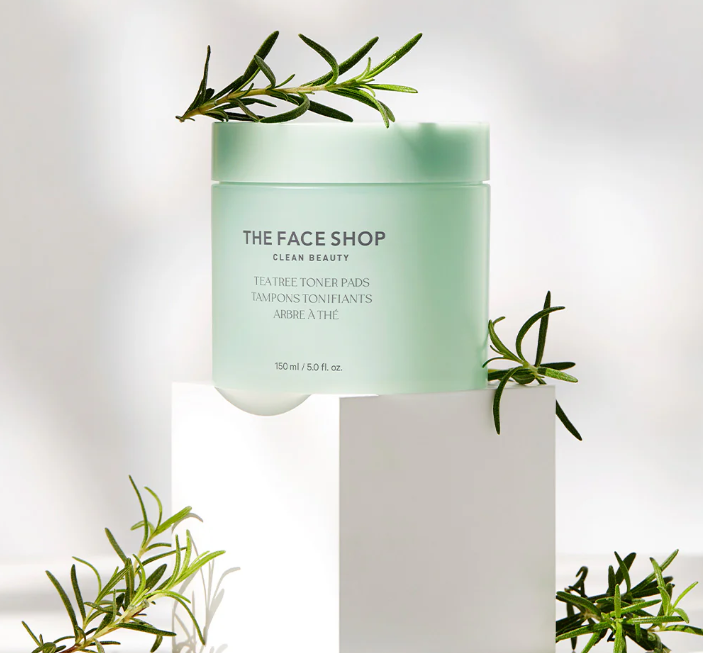 THE FACE SHOP
CLEAN BEAUTY
TEATREE TONER PADS
TAMPONS TONIFIANTS
ARBRE À THÉ
150 ml / 5.0 fl. oz.